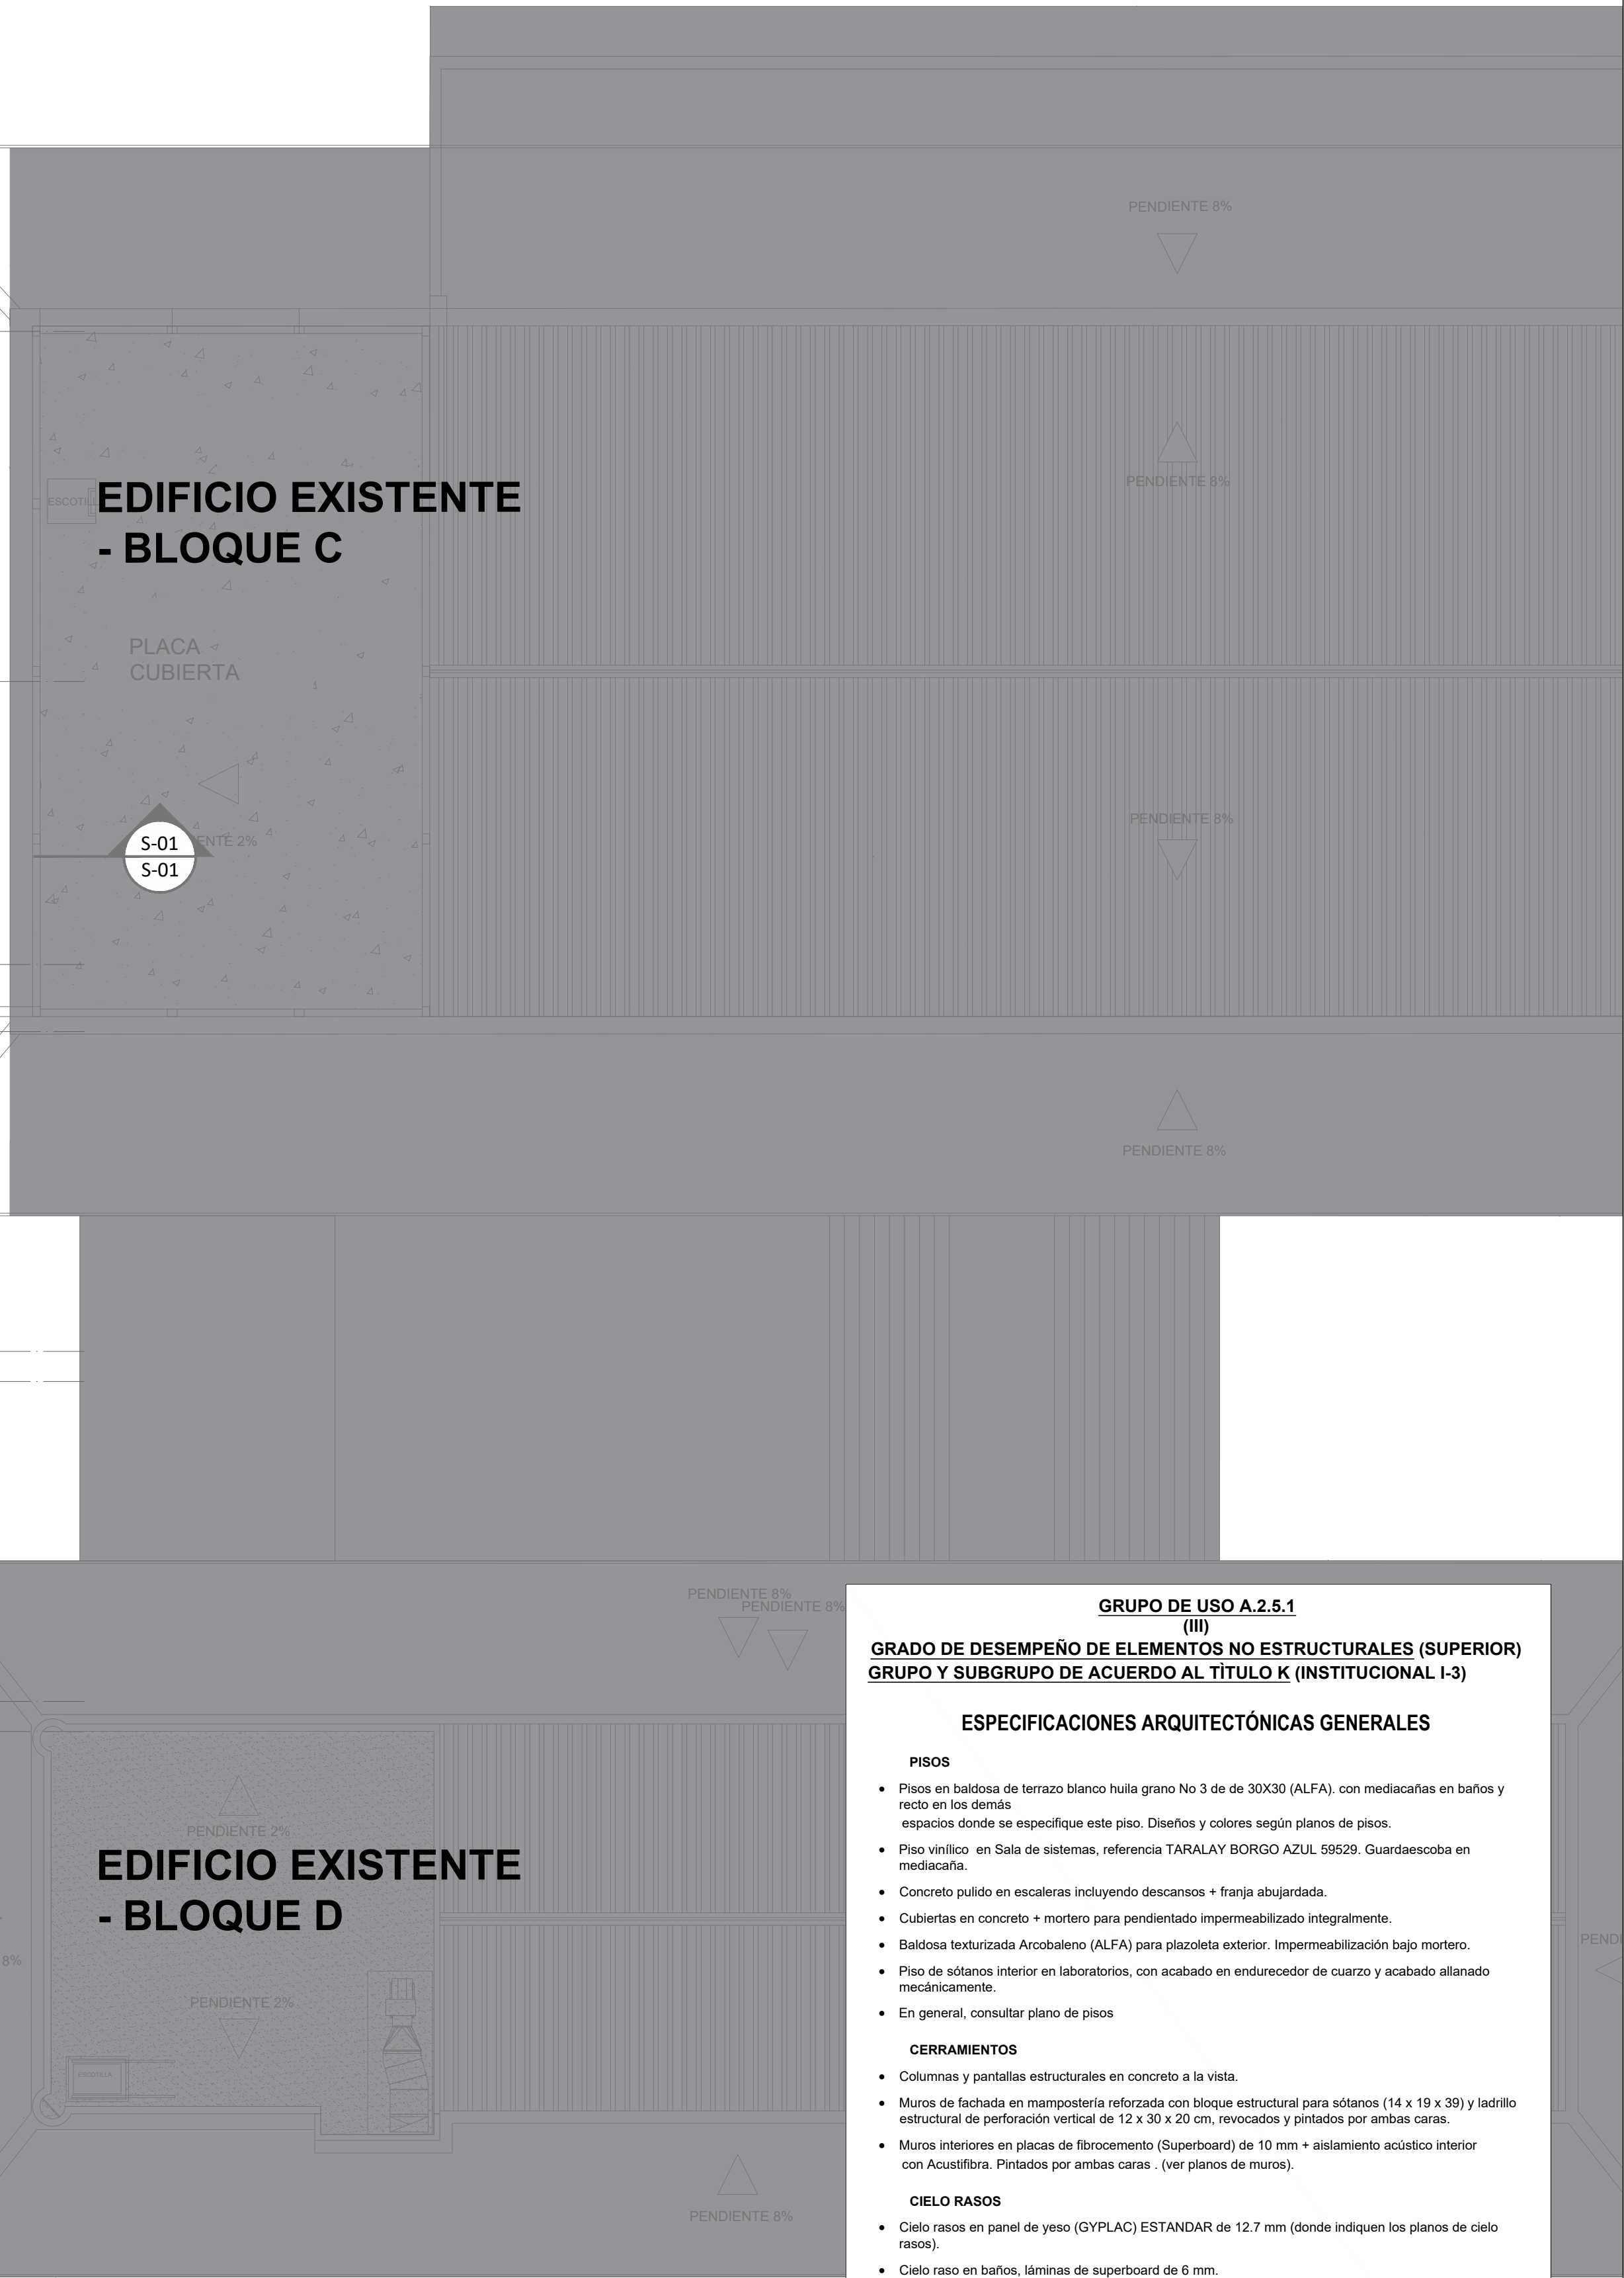 PENDIENTE 8%
PENDIENTE 8%
EDIFICIO EXISTENTE
- BLOQUE C
PLACA
CUBIERTA
PENDIENTE 8%
S-01
S-01
2%
PENDIENTE 8%
PENDIENTE 8%
PENDIENTE 8%
PENDIENTE 2%
EDIFICIO EXISTENTE
- BLOQUE D
8%
PENDIENTE 2%
ESCOTILLA
PENDIENTE 8%
GRUPO DE USO A.2.5.1
(III)
GRADO DE DESEMPEÑO DE ELEMENTOS NO ESTRUCTURALES (SUPERIOR)
GRUPO Y SUBGRUPO DE ACUERDO AL TÌTULO K (INSTITUCIONAL I-3)
ESPECIFICACIONES ARQUITECTÓNICAS GENERALES
PISOS
• Pisos en baldosa de terrazo blanco huila grano No 3 de de 30X30 (ALFA). con mediacañas en baños y
recto en los demás
espacios donde se especifique este piso. Diseños y colores según planos de pisos.
• Piso vinílico en Sala de sistemas, referencia TARALAY BORGO AZUL 59529. Guardaescoba en
mediacaña.
• Concreto pulido en escaleras incluyendo descansos + franja abujardada.
• Cubiertas en concreto + mortero para pendientado impermeabilizado integralmente.
• Baldosa texturizada Arcobaleno (ALFA) para plazoleta exterior. Impermeabilización bajo mortero.
• Piso de sótanos interior en laboratorios, con acabado en endurecedor de cuarzo y acabado allanado
mecánicamente.
• En general, consultar plano de pisos
CERRAMIENTOS
• Columnas y pantallas estructurales en concreto a la vista.
• Muros de fachada en mampostería reforzada con bloque estructural para sótanos (14 x 19 x 39) y ladrillo
estructural de perforación vertical de 12 x 30 x 20 cm, revocados y pintados por ambas caras.
• Muros interiores en placas de fibrocemento (Superboard) de 10 mm + aislamiento acústico interior
con Acustifibra. Pintados por ambas caras . (ver planos de muros).
CIELO RASOS
• Cielo rasos en panel de yeso (GYPLAC) ESTANDAR de 12.7 mm (donde indiquen los planos de cielo
rasos).
• Cielo raso en baños, láminas de superboard de 6 mm.